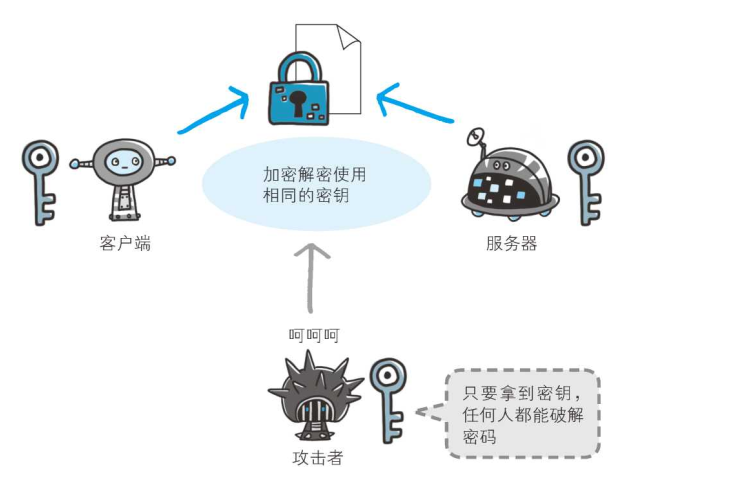 加密解密使用
相同的密钥
客户端
服务器
呵呵呵
只要拿到密钥，
任何人都能破解
密码
攻击者